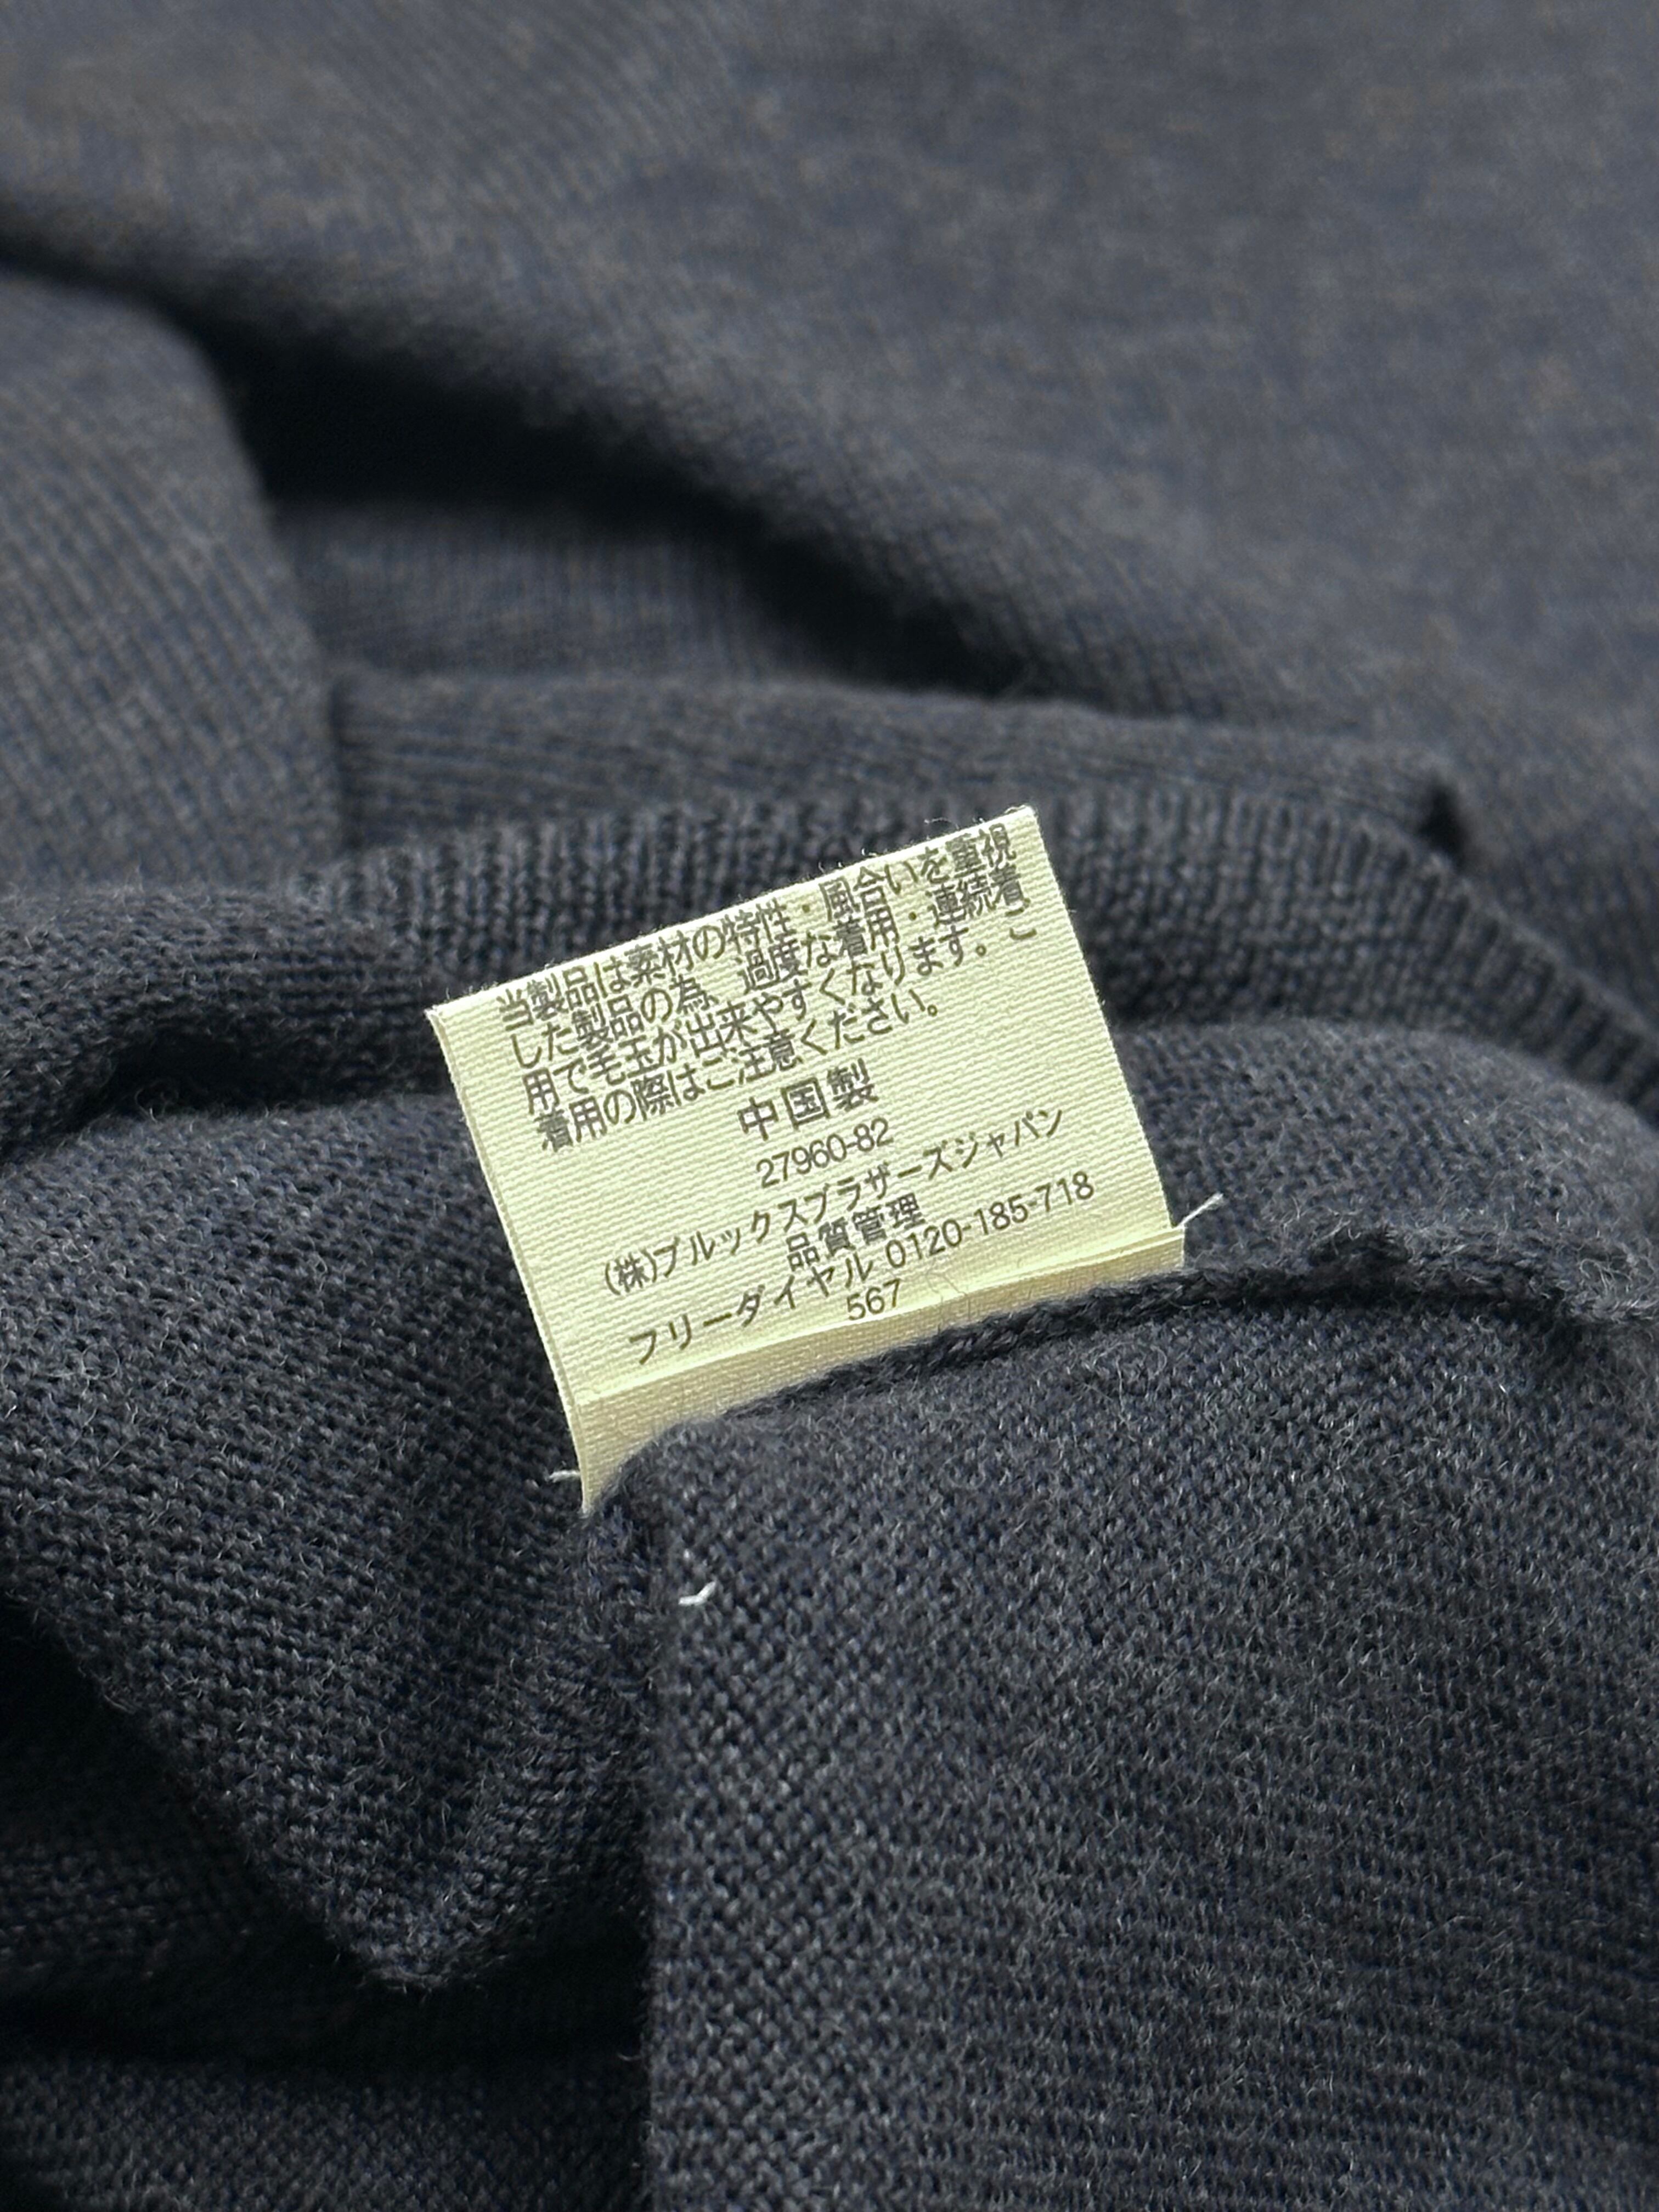 当製品は素材の特性・風合いを重視
した製品の為、過度な着用・連続着
用で毛玉が出来やすくなります。ご
着用の際はご注意ください。
中国製
27960-82
(株)ブルックスブラザーズジャパン
品質管理
フリーダイヤル 0120-185-718
567